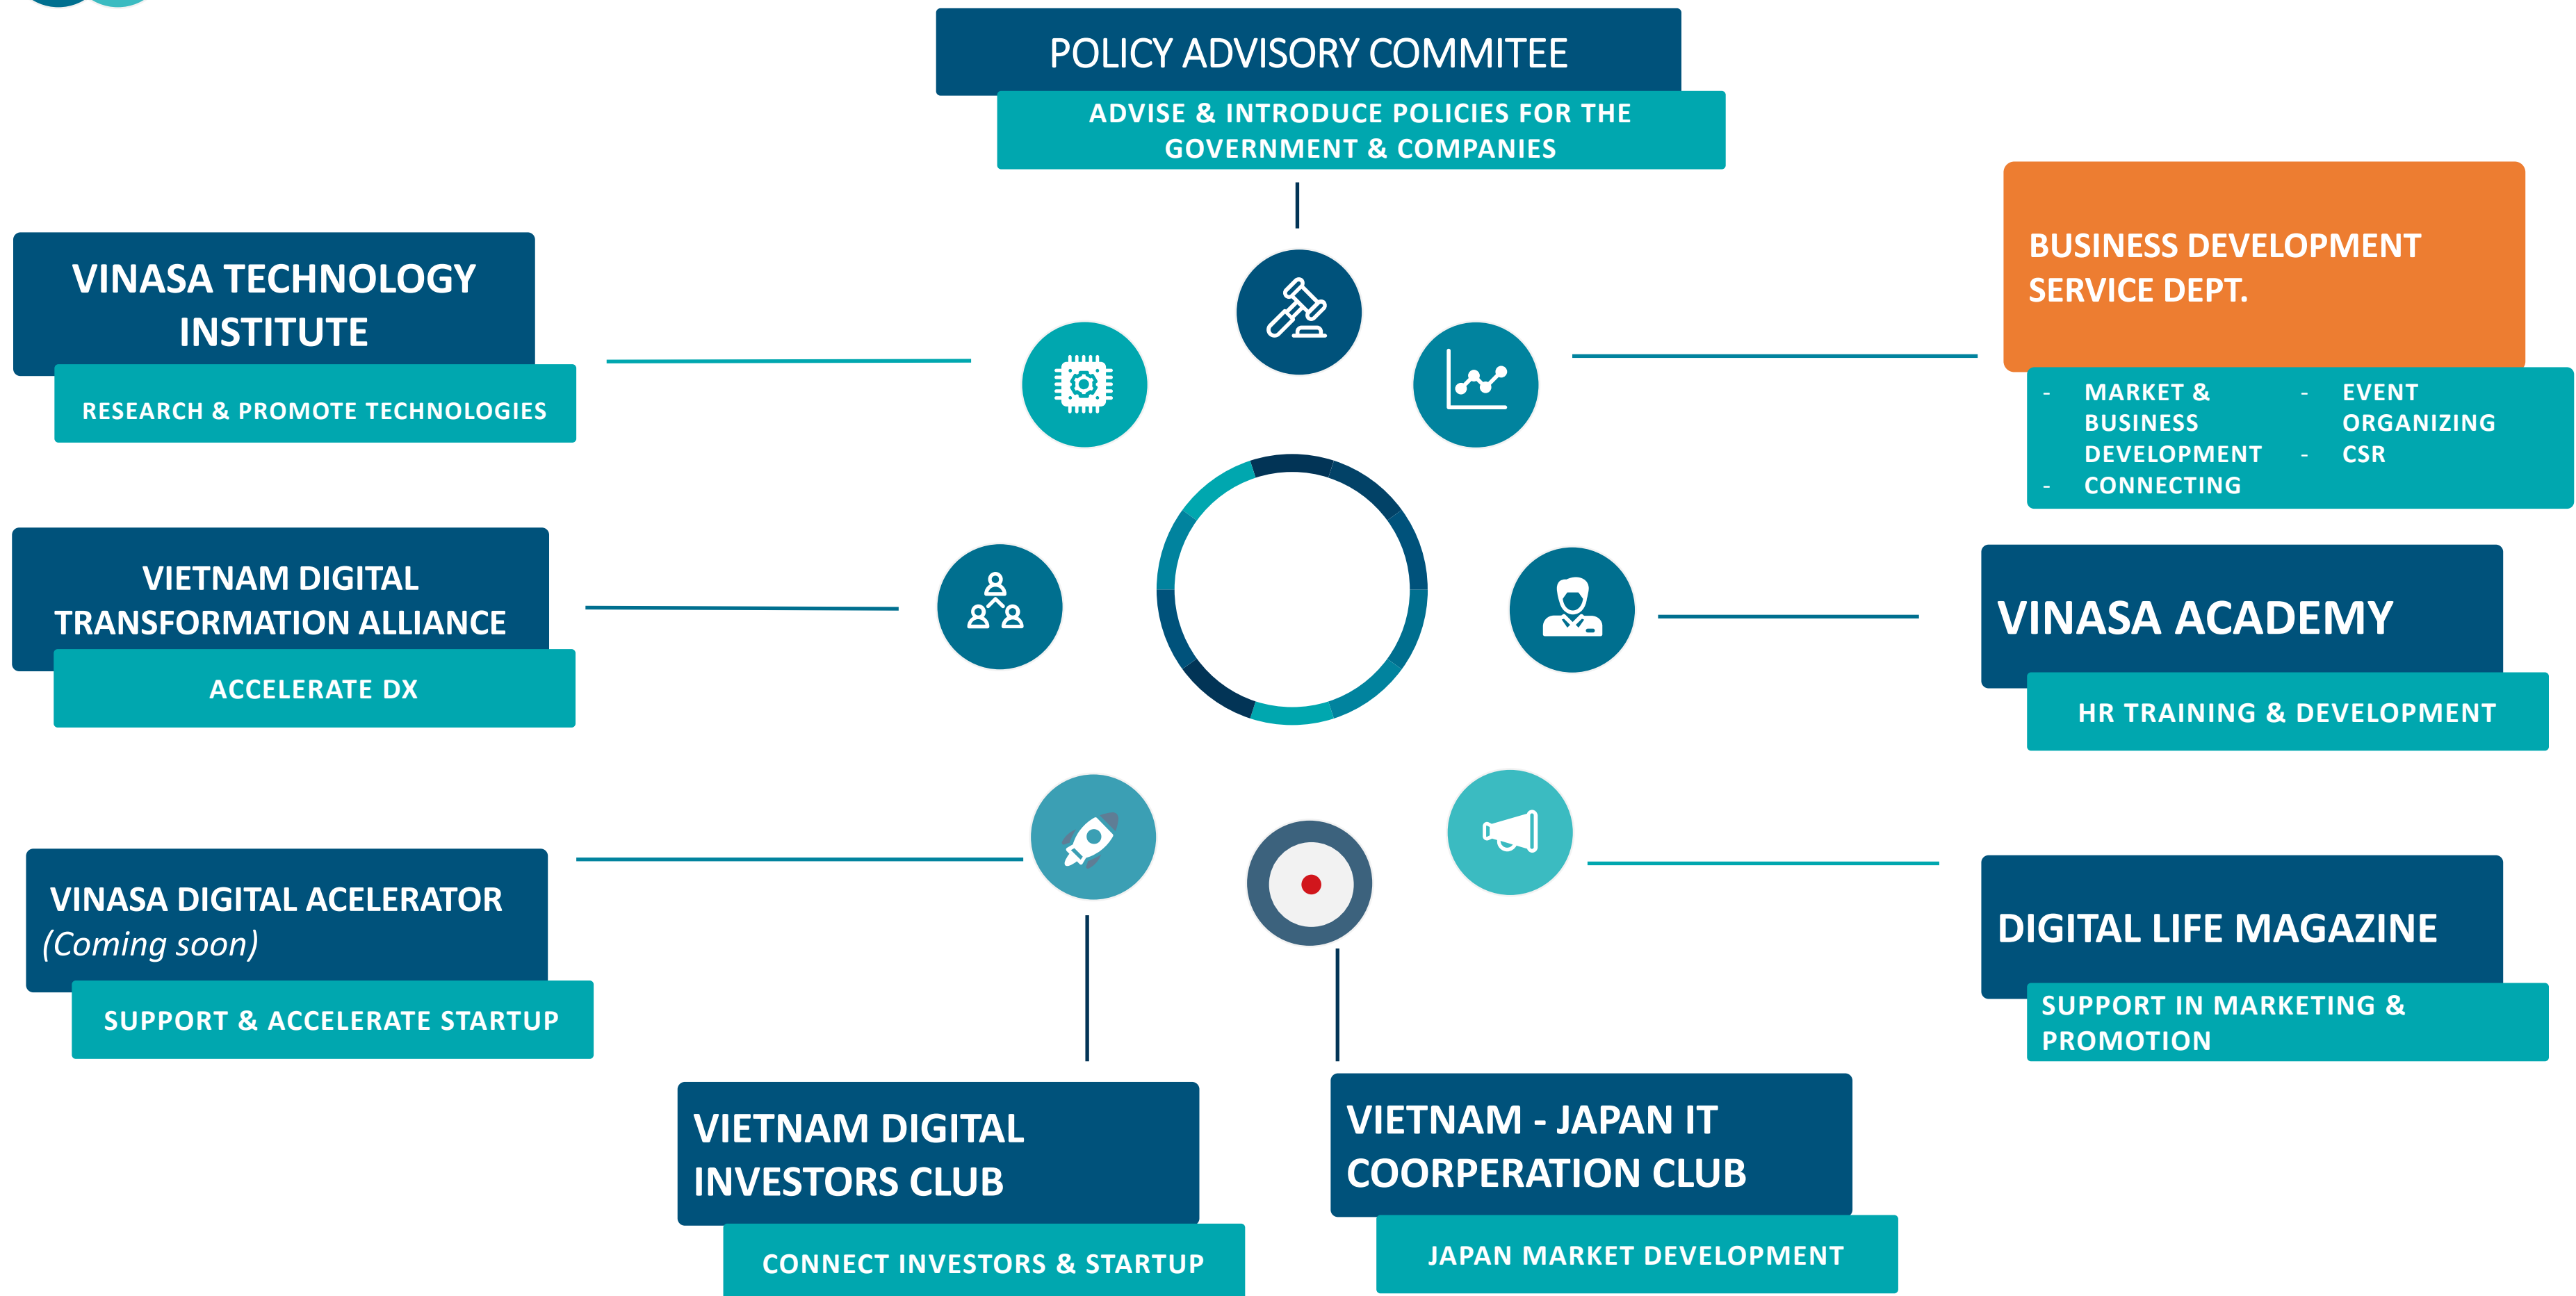 POLICY ADVISORY COMMITEE
ADVISE & INTRODUCE POLICIES FOR THE
GOVERNMENT & COMPANIES
VINASA TECHNOLOGY
INSTITUTE
RESEARCH & PROMOTE TECHNOLOGIES
BUSINESS DEVELOPMENT
SERVICE DEPT.
- MARKET &
BUSINESS
DEVELOPMENT
- CONNECTING
- EVENT
ORGANIZING
- CSR
VIETNAM DIGITAL
TRANSFORMATION ALLIANCE
ACCELERATE DX
VINASA ACADEMY
HR TRAINING & DEVELOPMENT
VINASA DIGITAL ACELERATOR
(Coming soon)
SUPPORT & ACCELERATE STARTUP
DIGITAL LIFE MAGAZINE
SUPPORT IN MARKETING &
PROMOTION
VIETNAM DIGITAL
INVESTORS CLUB
CONNECT INVESTORS & STARTUP
VIETNAM - JAPAN IT
COORPERATION CLUB
JAPAN MARKET DEVELOPMENT